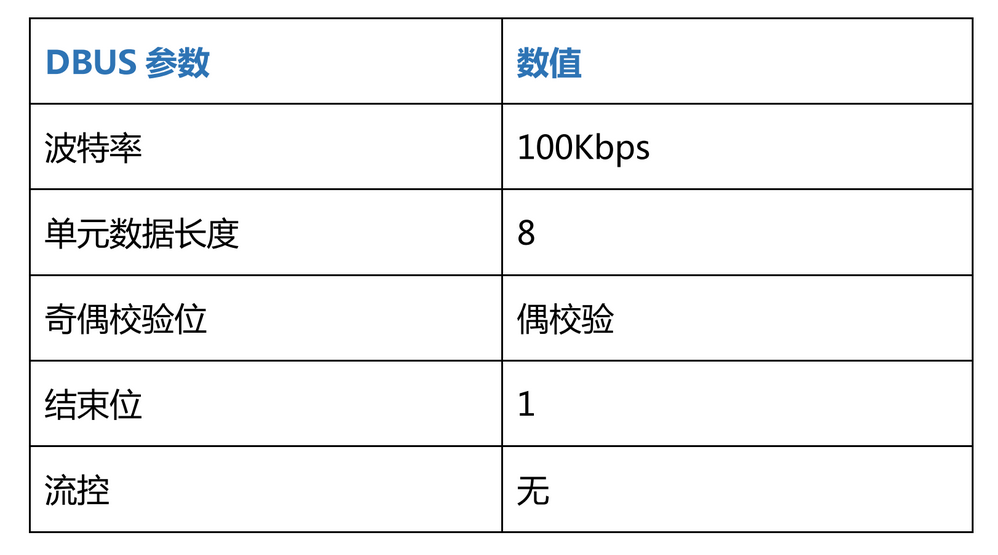 DBUS 参数 数值
波特率 100Kbps
单元数据长度 8
奇偶校验位 偶校验
结束位 1
流控 无